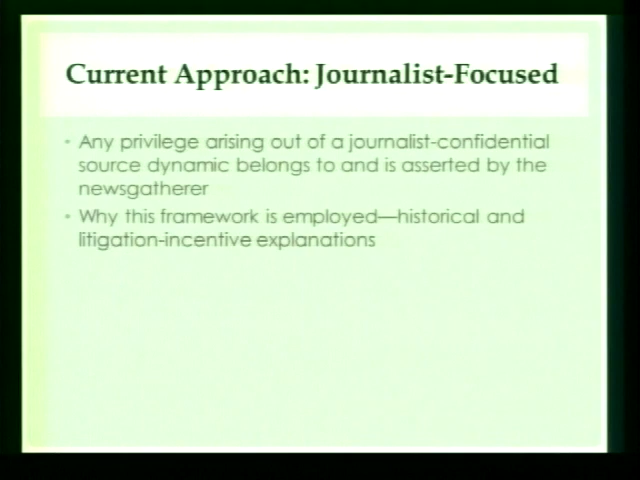 Current Approach: Journalist-Focused
• Any privilege arising out of a journalist-confidential
source dynamic belongs to and is asserted by the
newsgatherer
• Why this framework is employed—historical and
litigation-incentive explanations